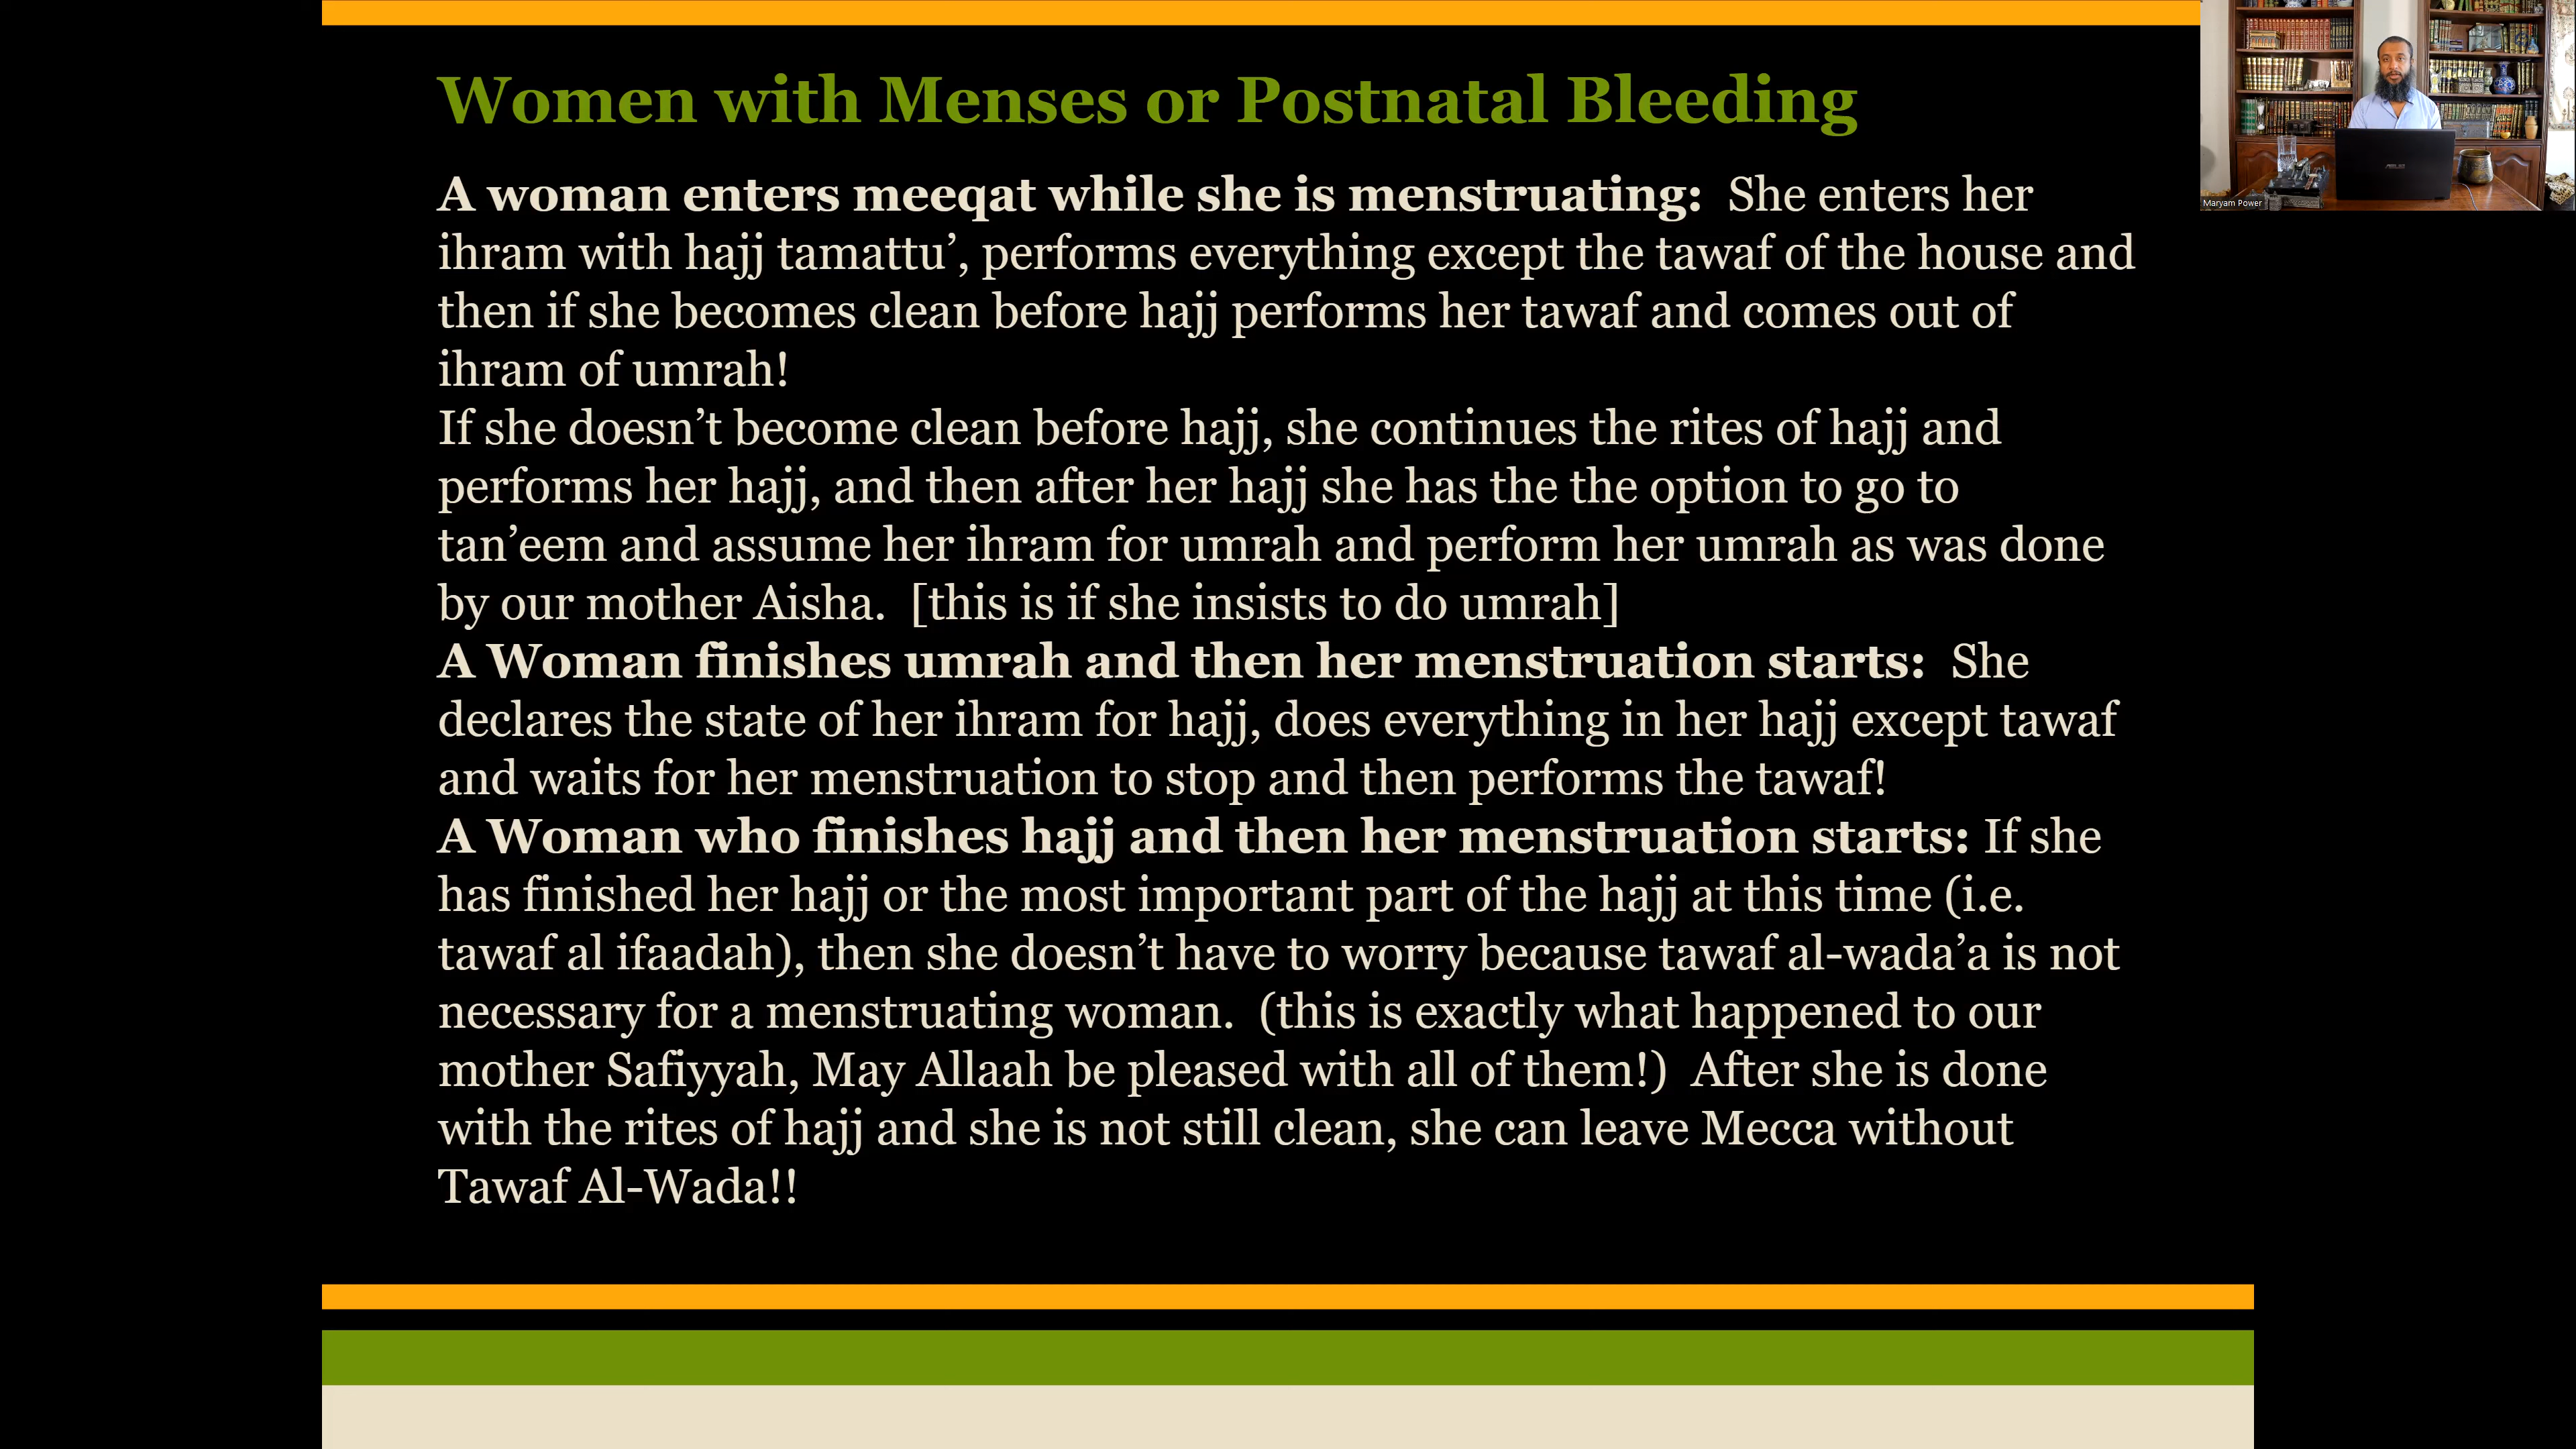 Women with Menses or Postnatal Bleeding
A woman enters meeqat while she is menstruating:  She enters her
ihram with hajj tamattu’, performs everything except the tawaf of the house and
then if she becomes clean before hajj performs her tawaf and comes out of
ihram of umrah!
If she doesn’t become clean before hajj, she continues the rites of hajj and
performs her hajj, and then after her hajj she has the the option to go to
tan’eem and assume her ihram for umrah and perform her umrah as was done
by our mother Aisha.  [this is if she insists to do umrah]
A Woman finishes umrah and then her menstruation starts:  She
declares the state of her ihram for hajj, does everything in her hajj except tawaf
and waits for her menstruation to stop and then performs the tawaf!
A Woman who finishes hajj and then her menstruation starts: If she
has finished her hajj or the most important part of the hajj at this time (i.e.
tawaf al ifaadah), then she doesn’t have to worry because tawaf al-wada’a is not
necessary for a menstruating woman.  (this is exactly what happened to our
mother Safiyyah, May Allaah be pleased with all of them!)  After she is done
with the rites of hajj and she is not still clean, she can leave Mecca without
Tawaf Al-Wada!!
Maryam Power